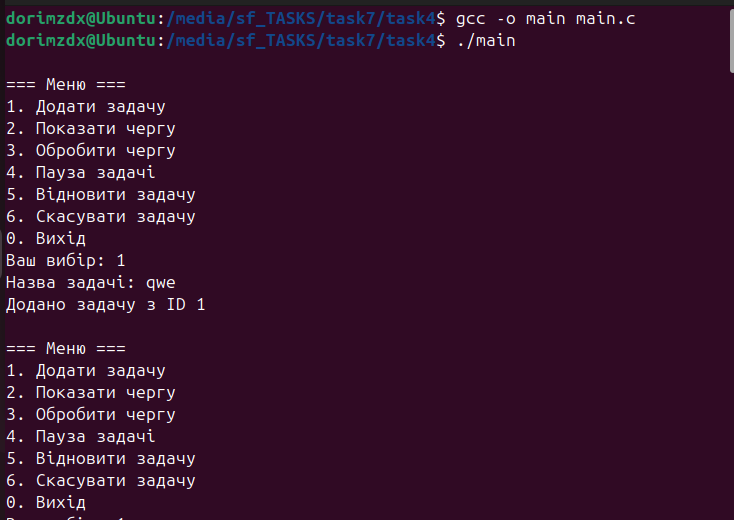 dorimzdx@Ubuntu:/media/sf_TASKS/task7/task4$ gcc -o main main.c
dorimzdx@Ubuntu:/media/sf_TASKS/task7/task4$ ./main
=== Меню ===
1. Додати задачу
2. Показати чергу
3. Обробити чергу
4. Пауза задачі
5. Відновити задачу
6. Скасувати задачу
0. Вихід
Ваш вибір: 1
Назва задачі: qwe
Додано задачу з ID 1
=== Меню ===
1. Додати задачу
2. Показати чергу
3. Обробити чергу
4. Пауза задачі
5. Відновити задачу
6. Скасувати задачу
0. Вихід